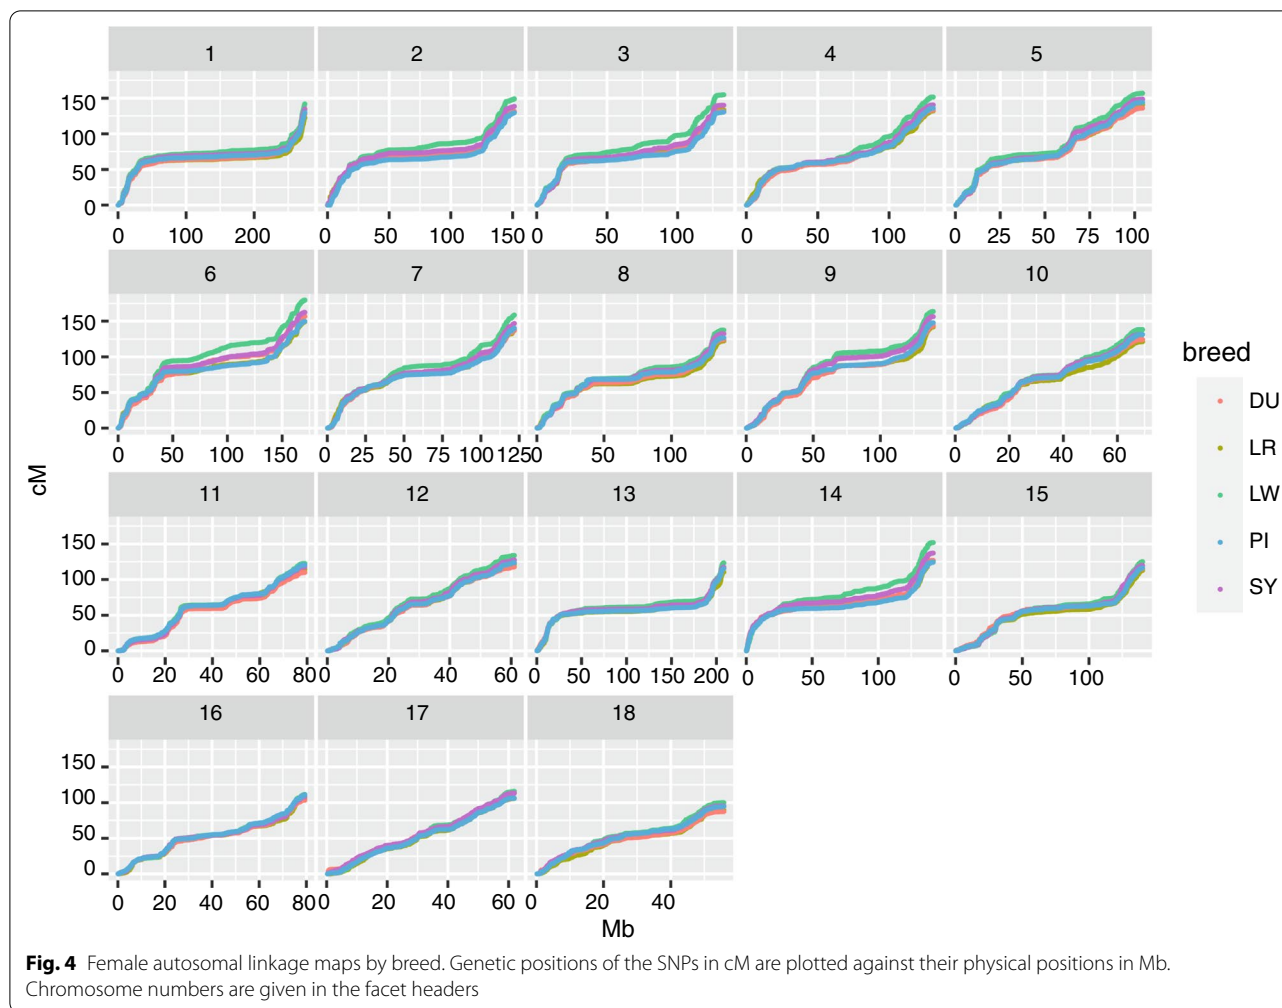 1 2 3 4 5
150
100
50
0
0 100 200 0 50 100 150 0 50 100 0 50 100 0 25 50 75 100
6 7 8 9 10
150
100
50
0
0 50 100 150 0 25 50 75 100 125 0 50 100 0 50 100 0 20 40 60
cM
11 12 13 14 15
150
100
50
0
0 20 40 60 80 0 20 40 60 0 50 100 150 200 0 50 100 0 50 100
16 17 18
150
100
50
0
0 20 40 60 80 0 20 40 60 0 20 40
Mb
breed
DU
LR
LW
PI
SY
Fig. 4 Female autosomal linkage maps by breed. Genetic positions of the SNPs in cM are plotted against their physical positions in Mb.
Chromosome numbers are given in the facet headers